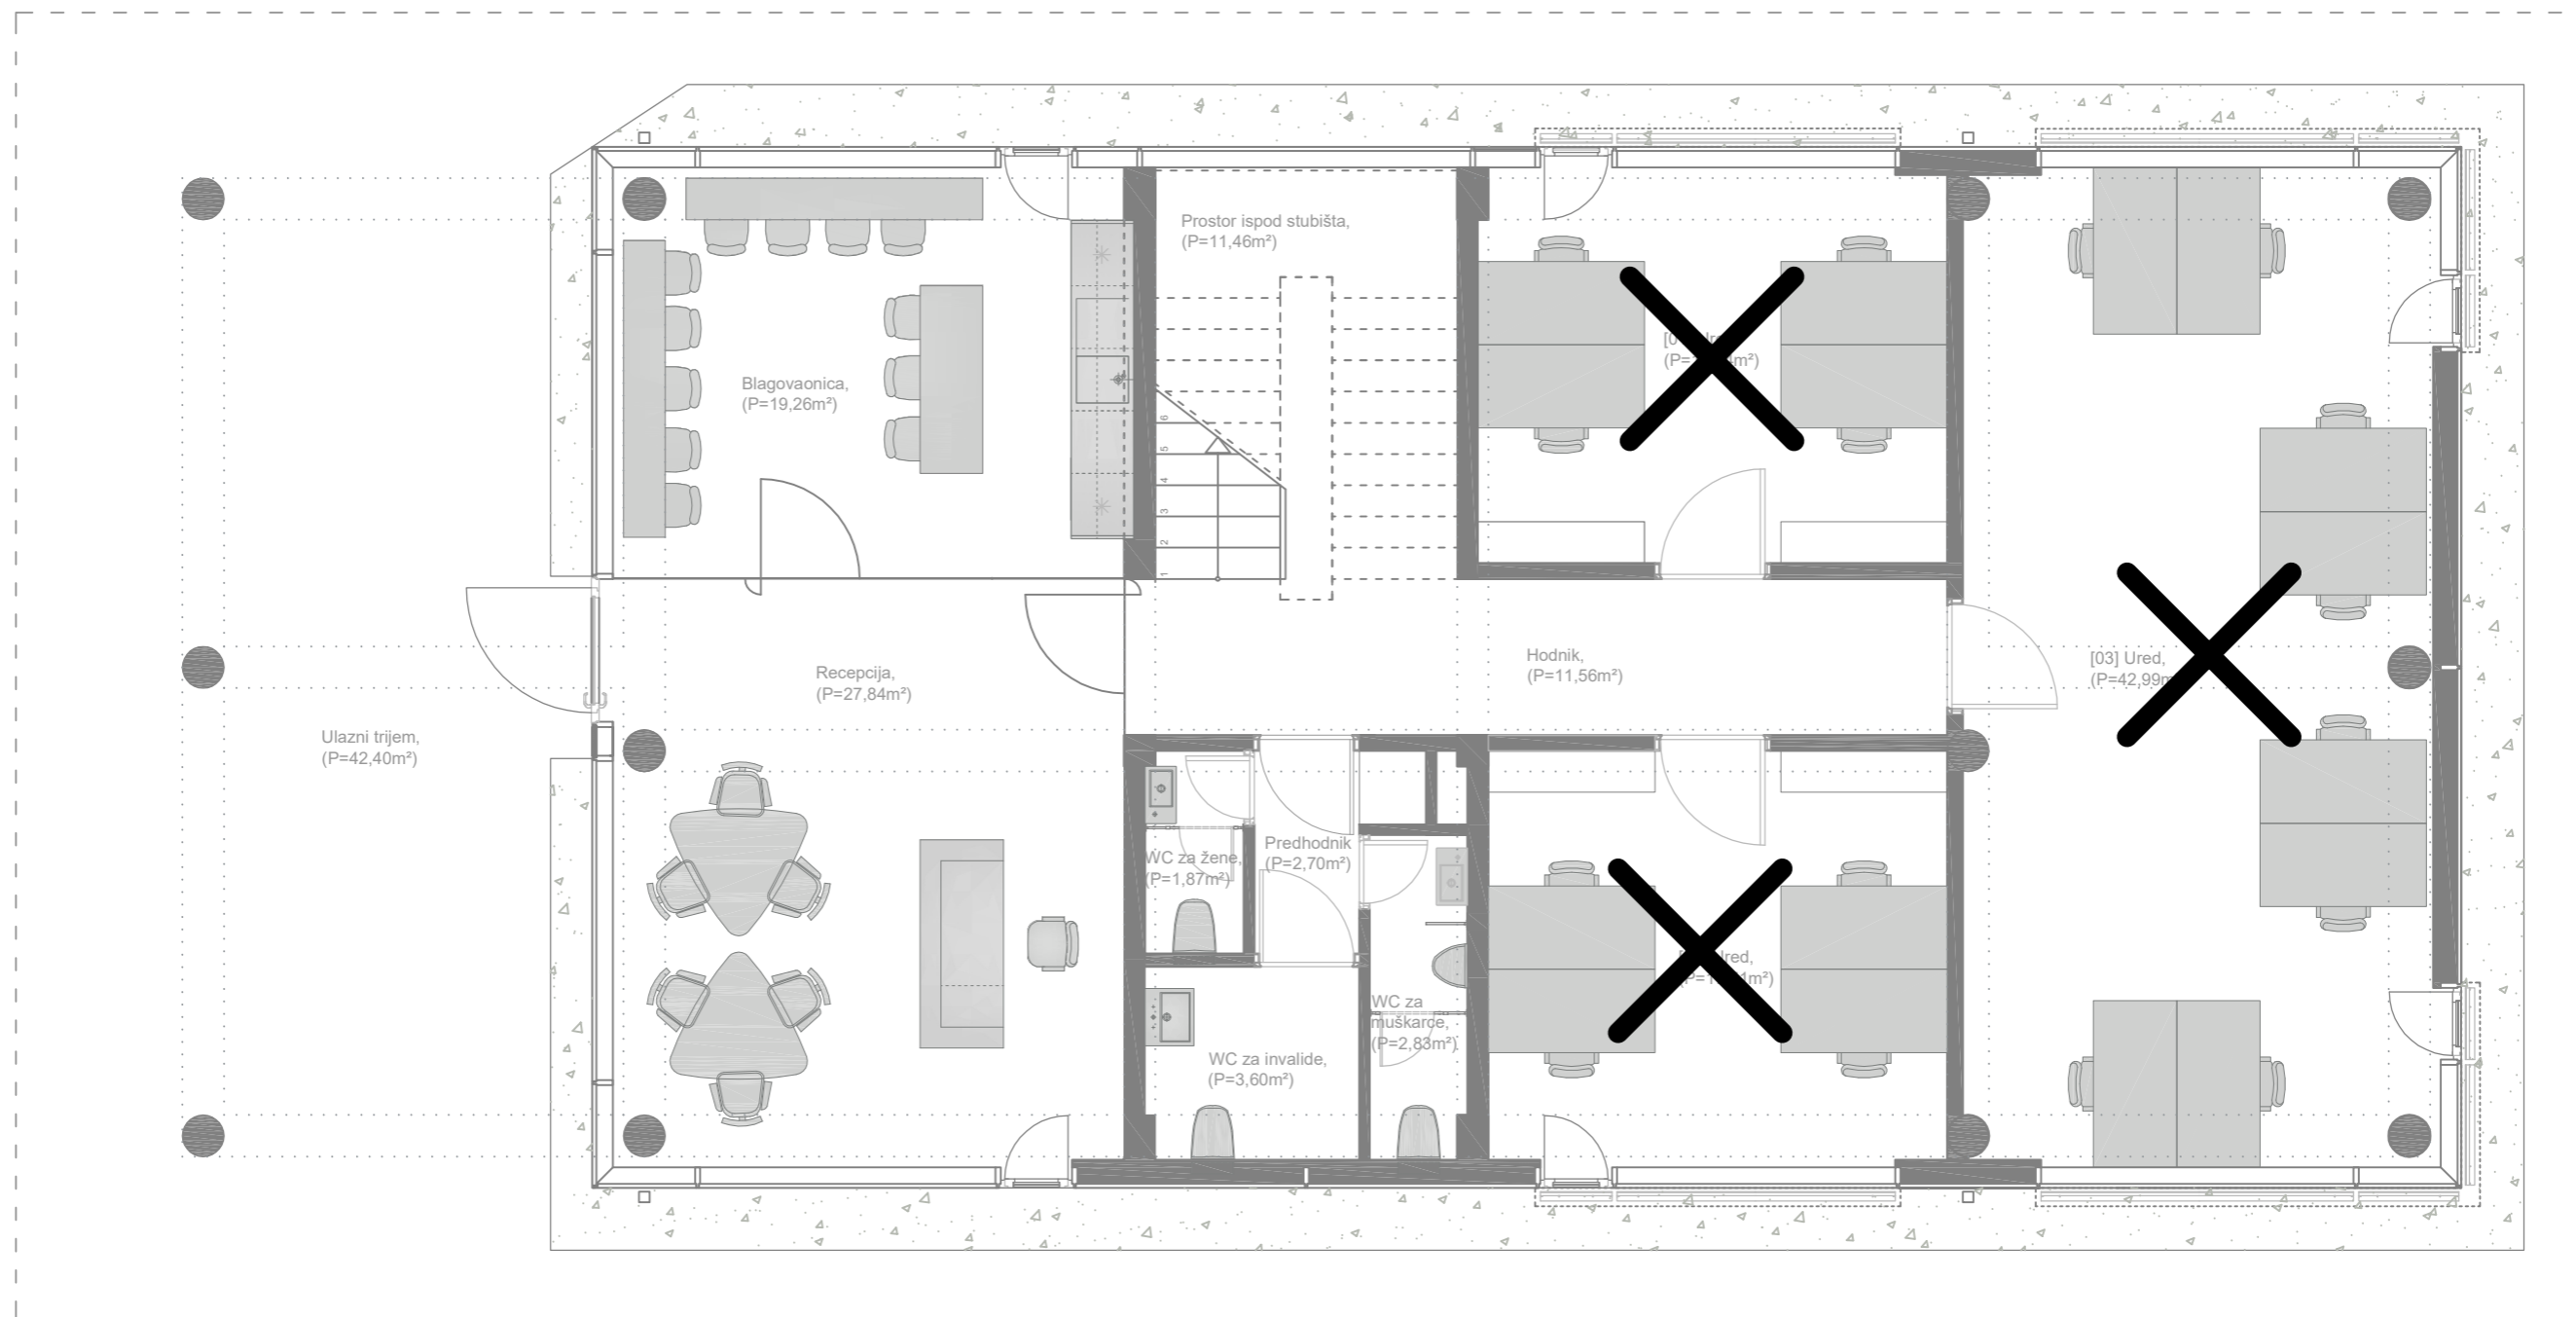 Prostor ispod stubišta,
(P=11,46m²)
Blagovaonica,
(P=19,26m²)
6
5
4
3
2
1
Hodnik,
(P=11,56m²)
[03] Ured,
(P=42,99m
Recepcija,
(P=27,84m²)
Ulazni trijem,
(P=42,40m²)
WC za žene,
(P=1,87m²)
Predhodnik
(P=2,70m²)
WC za
muškarce,
(P=2,83m²)
WC za invalide,
(P=3,60m²)